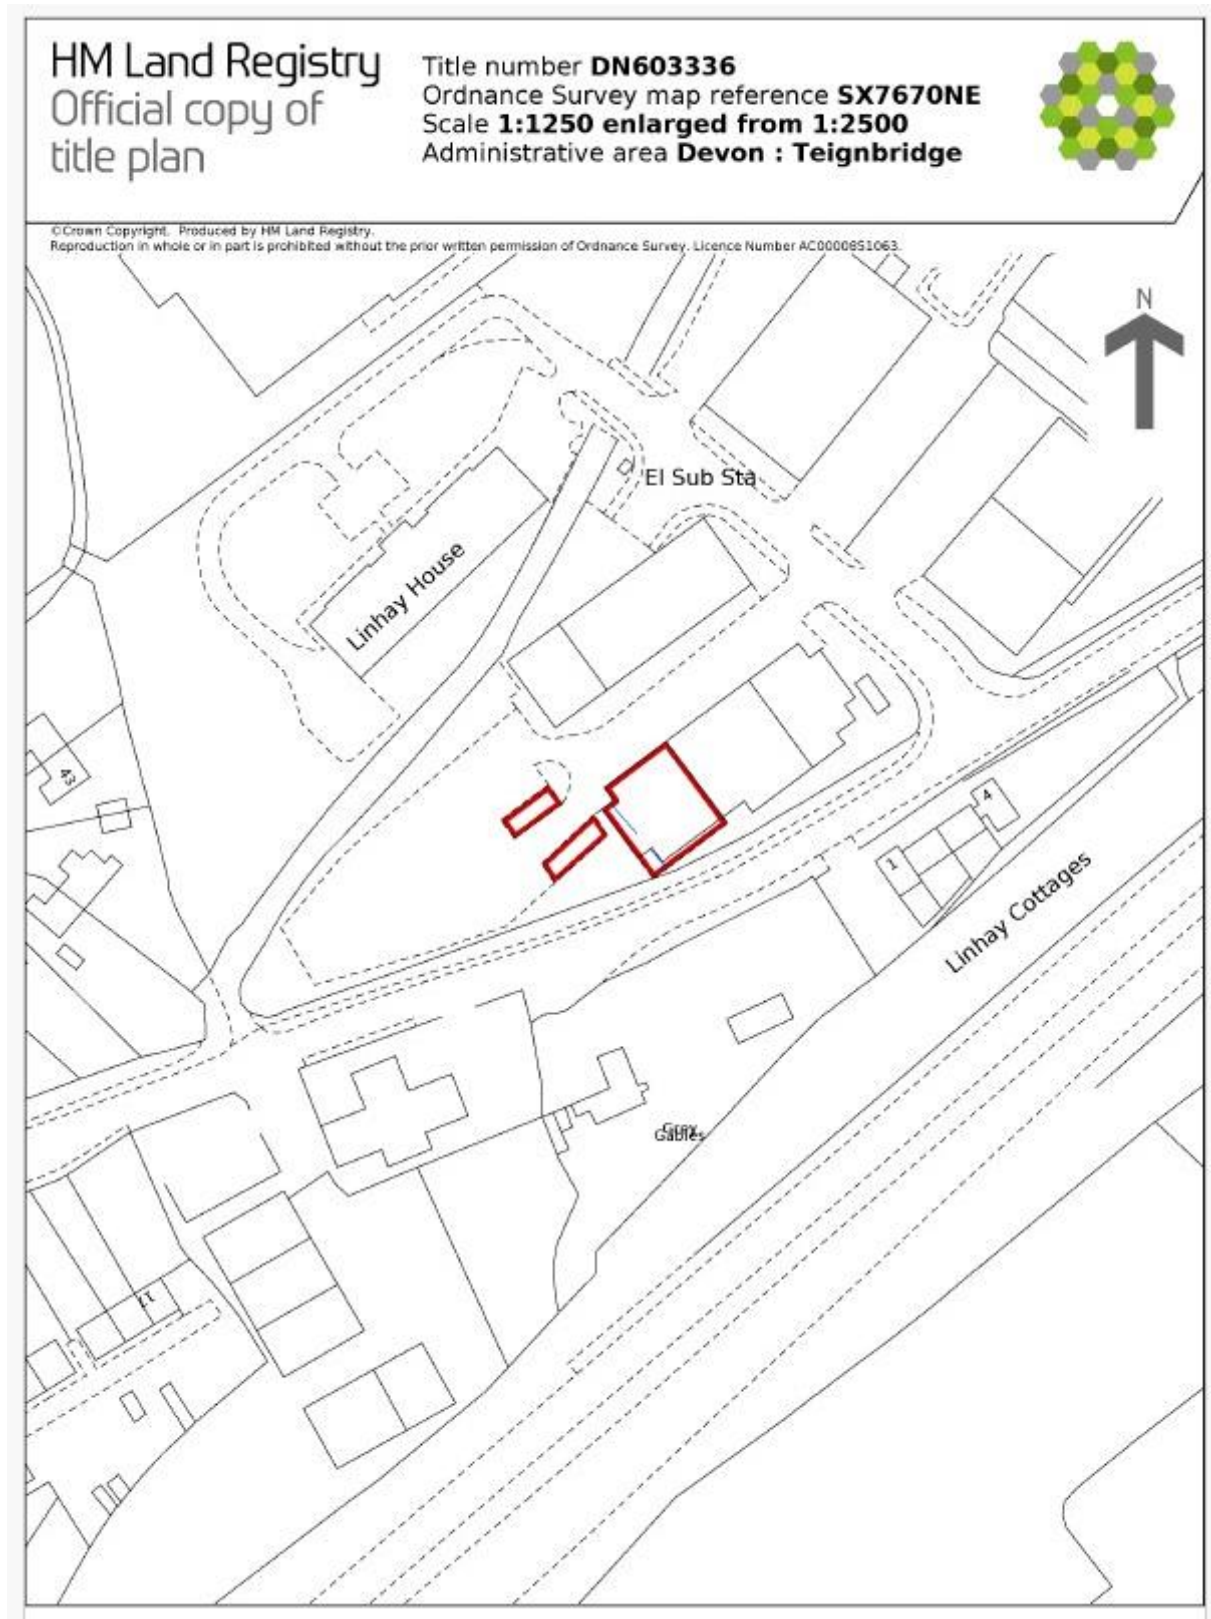 HM Land Registry
Official copy of
title plan
Title number DN603336
Ordnance Survey map reference SX7670NE
Scale 1:1250 enlarged from 1:2500
Administrative area Devon : Teignbridge
©Crown Copyright. Produced by HM Land Registry.
Reproduction in whole or in part is prohibited without the prior written permission of Ordnance Survey. Licence Number AC0000851063.
N
El Sub Sta
Linhay House
43
4
1
Linhay Cottages
Grey
Gables
11